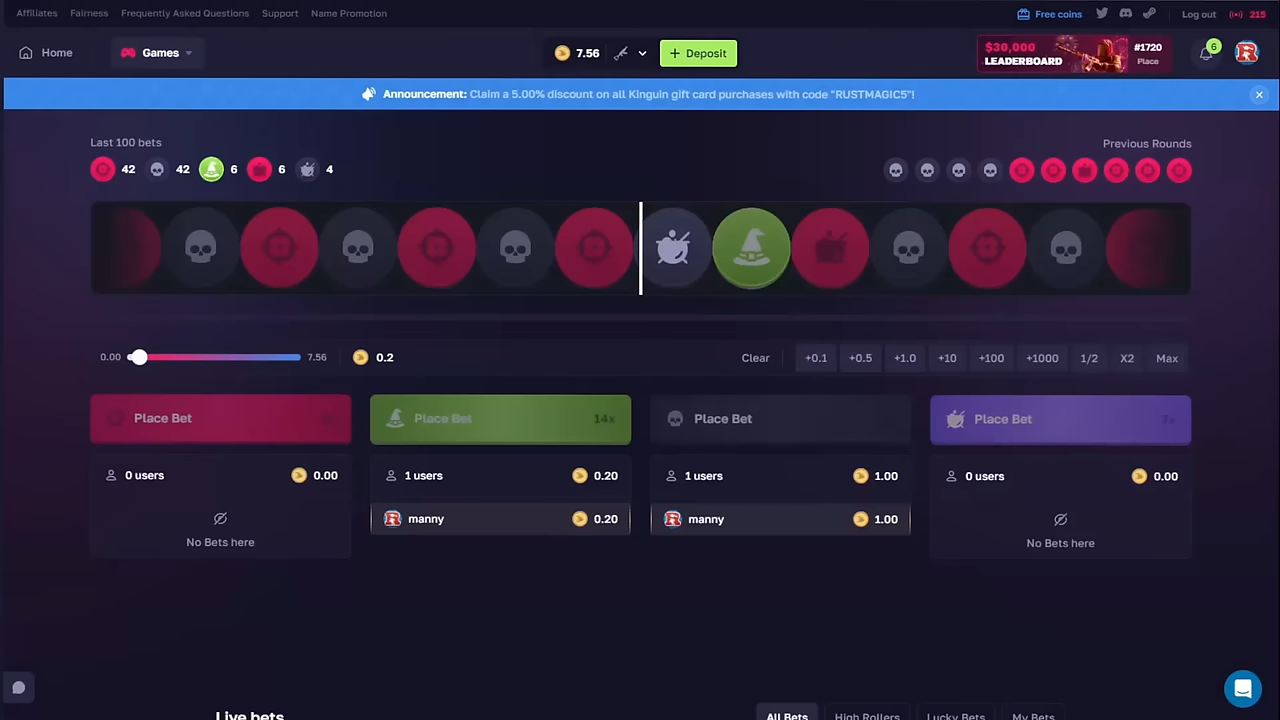 Affiliates Fairness Frequently Asked Questions Support Name Promotion Free coins Log out 215
Home Games 7.56 + Deposit $30,000 LEADERBOARD #1720 Place 6
Announcement: Claim a 5.00% discount on all Kinguin gift card purchases with code "RUSTMAGIC5"!
Last 100 bets Previous Rounds
42 42 6 6 4
0.00 7.56 0.2 Clear +0.1 +0.5 +1.0 +10 +100 +1000 1/2 X2 Max
Place Bet Place Bet 14x Place Bet Place Bet
0 users 0.00 1 users 0.20 1 users 1.00 0 users 0.00
manny 0.20 manny 1.00
No Bets here No Bets here
Live bets All Bets High Rollers Lucky Bets My Bets